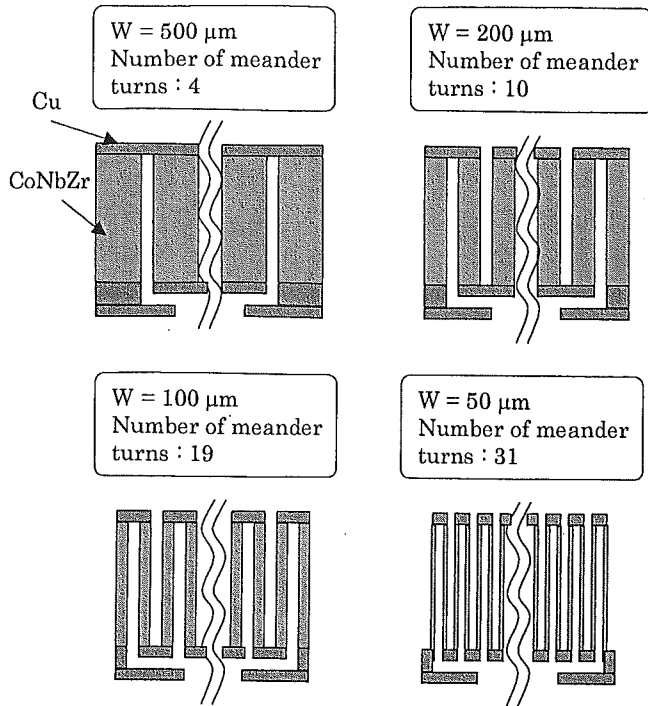 W = 500 μm
Number of meander
turns : 4
W = 200 μm
Number of meander
turns : 10
Cu
CoNbZr
W = 100 μm
Number of meander
turns : 19
W = 50 μm
Number of meander
turns : 31